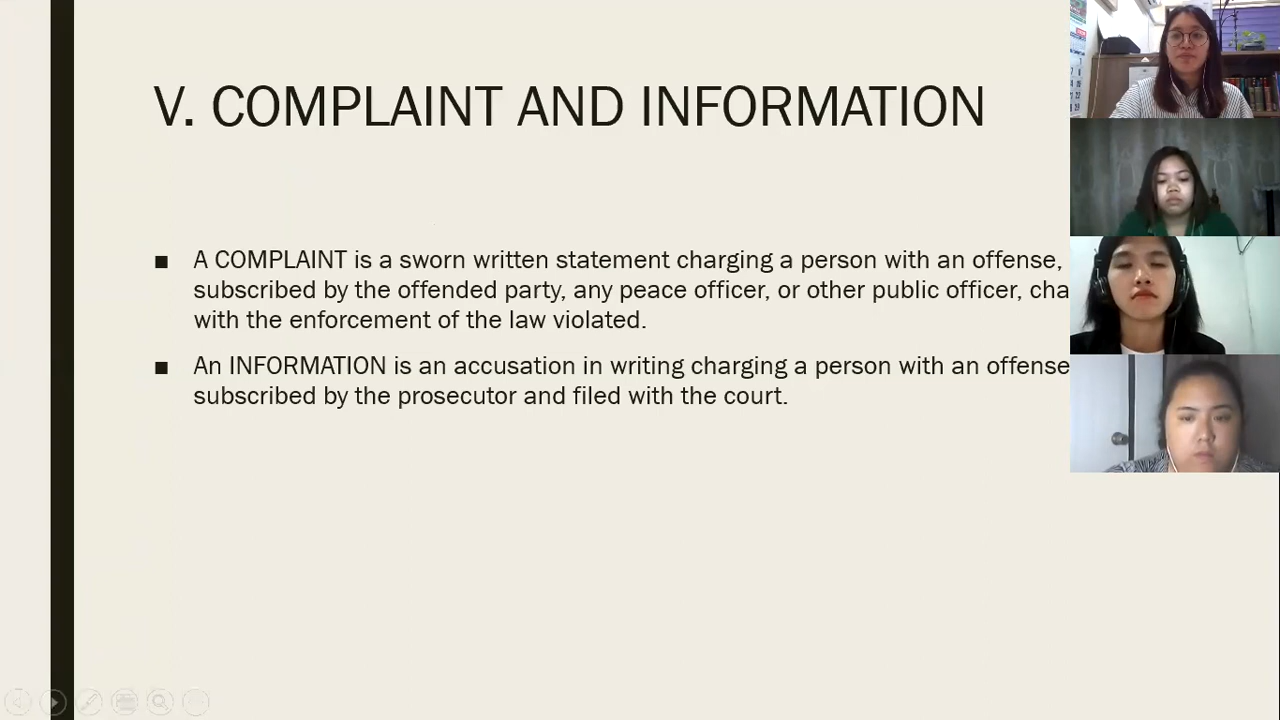 V. COMPLAINT AND INFORMATION
■ A COMPLAINT is a sworn written statement charging a person with an offense,
subscribed by the offended party, any peace officer, or other public officer, cha
with the enforcement of the law violated.
■ An INFORMATION is an accusation in writing charging a person with an offense
subscribed by the prosecutor and filed with the court.